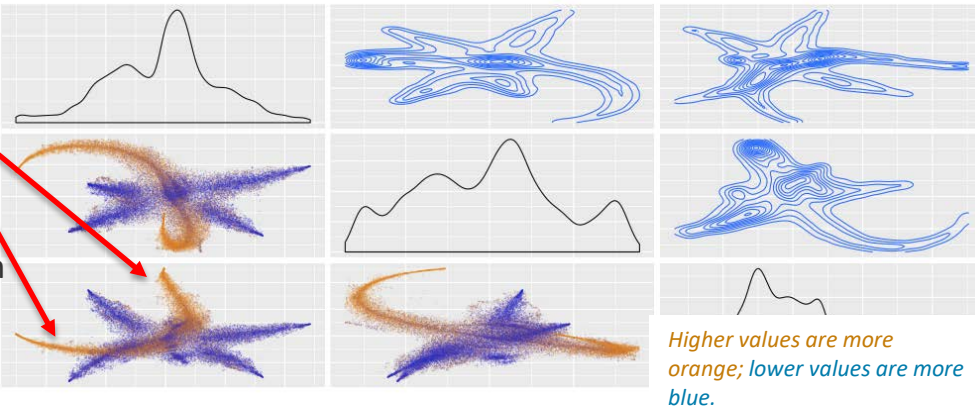 n
Higher values are more
orange; lower values are more
blue.